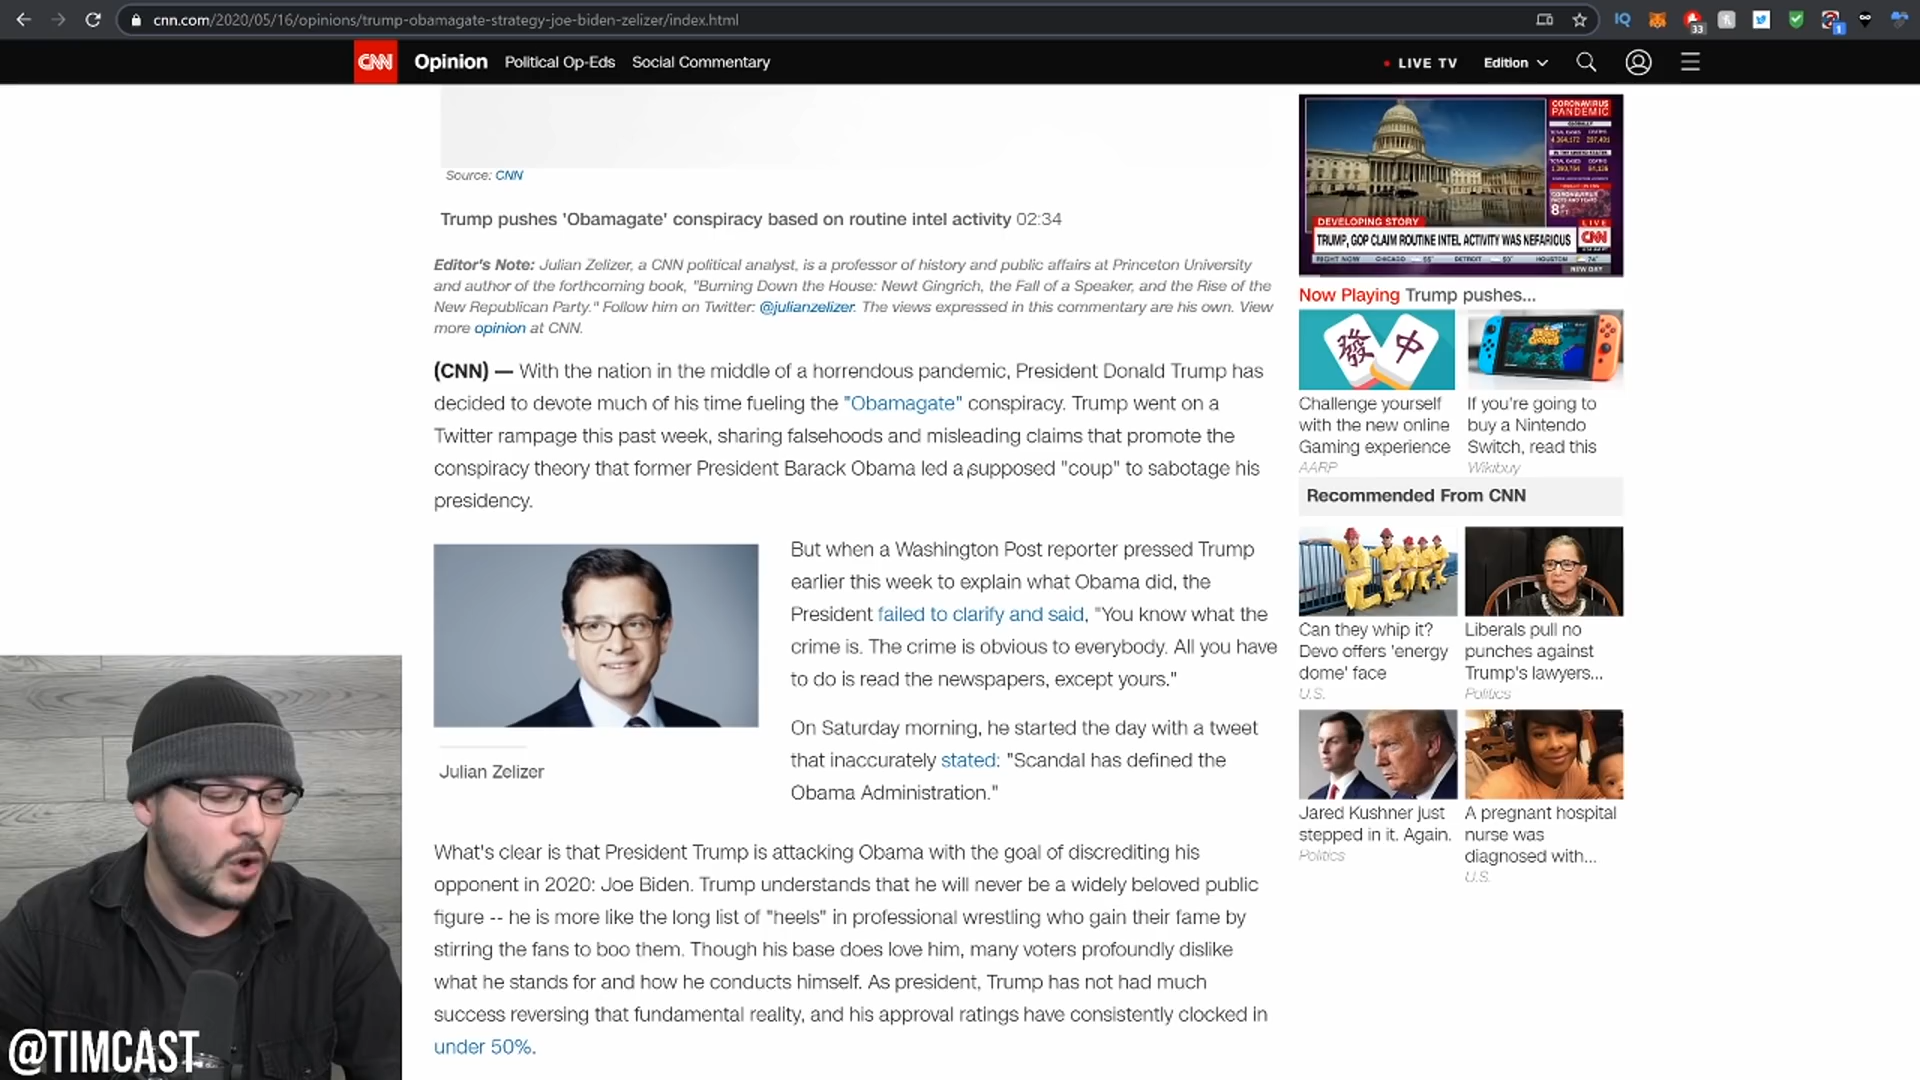 cnn.com/2020/05/16/opinions/trump-obamagate-strategy-joe-biden-zelizer/index.html
33
1
CNN Opinion Political Op-Eds Social Commentary
LIVE TV Edition
Source: CNN
Trump pushes 'Obamagate' conspiracy based on routine intel activity 02:34
Editor's Note: Julian Zelizer, a CNN political analyst, is a professor of history and public affairs at Princeton University
and author of the forthcoming book, "Burning Down the House: Newt Gingrich, the Fall of a Speaker, and the Rise of the
New Republican Party." Follow him on Twitter: @julianzelizer. The views expressed in this commentary are his own. View
more opinion at CNN.
(CNN) — With the nation in the middle of a horrendous pandemic, President Donald Trump has
decided to devote much of his time fueling the "Obamagate" conspiracy. Trump went on a
Twitter rampage this past week, sharing falsehoods and misleading claims that promote the
conspiracy theory that former President Barack Obama led a supposed "coup" to sabotage his
presidency.
But when a Washington Post reporter pressed Trump
earlier this week to explain what Obama did, the
President failed to clarify and said, "You know what the
crime is. The crime is obvious to everybody. All you have
to do is read the newspapers, except yours."
On Saturday morning, he started the day with a tweet
that inaccurately stated: "Scandal has defined the
Obama Administration."
Julian Zelizer
What's clear is that President Trump is attacking Obama with the goal of discrediting his
opponent in 2020: Joe Biden. Trump understands that he will never be a widely beloved public
figure -- he is more like the long list of "heels" in professional wrestling who gain their fame by
stirring the fans to boo them. Though his base does love him, many voters profoundly dislike
what he stands for and how he conducts himself. As president, Trump has not had much
success reversing that fundamental reality, and his approval ratings have consistently clocked in
under 50%.
CORONAVIRUS
PANDEMIC
DEVELOPING STORY
LIVE
TRUMP, GOP CLAIM ROUTINE INTEL ACTIVITY WAS NEFARIOUS
CNN
RIGHT NOW CHICAGO DETROIT HOUSTON
NEW DAY
Now Playing Trump pushes...
發 中
Challenge yourself
with the new online
Gaming experience
AARP
If you're going to
buy a Nintendo
Switch, read this
Wikibuy
Recommended From CNN
Can they whip it?
Devo offers 'energy
dome' face
U.S.
Liberals pull no
punches against
Trump's lawyers...
Politics
Jared Kushner just
stepped in it. Again.
Politics
A pregnant hospital
nurse was
diagnosed with...
U.S.
@TIMCAST